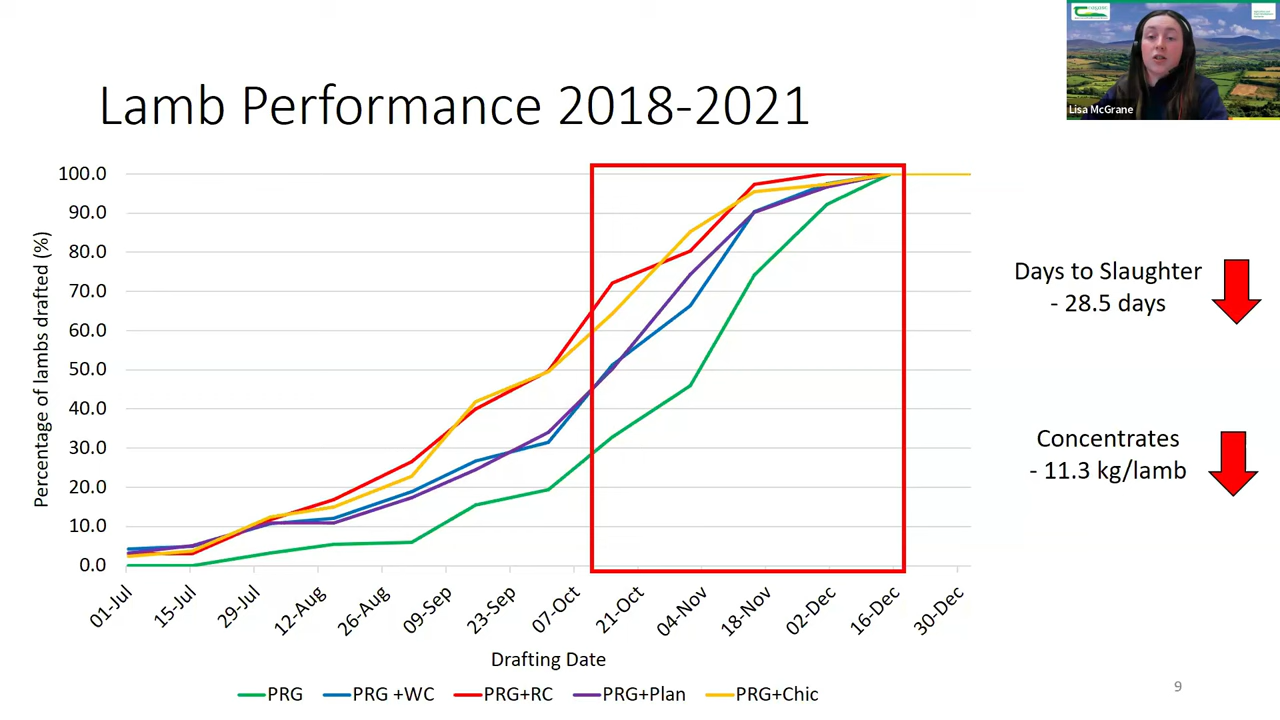 Lisa McGrane
Lamb Performance 2018-2021
Percentage of lambs drafted (%)
100.0
90.0
80.0
70.0
60.0
50.0
40.0
30.0
20.0
10.0
0.0
01-Jul
15-Jul
29-Jul
12-Aug
26-Aug
09-Sep
23-Sep
07-Oct
21-Oct
04-Nov
18-Nov
02-Dec
16-Dec
30-Dec
Drafting Date
PRG
PRG +WC
PRG+RC
PRG+Plan
PRG+Chic
Days to Slaughter
- 28.5 days
Concentrates
- 11.3 kg/lamb
9